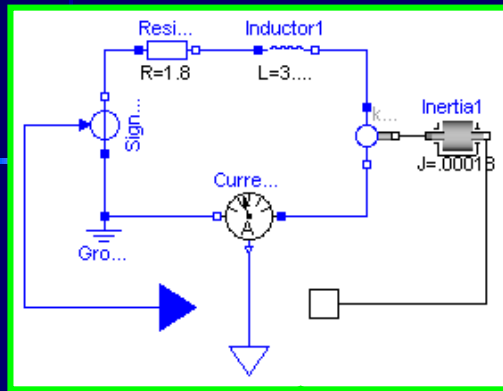 Resi...
Inductor1
R=1.8
L=3....
Sign...
k...
Inertia1
J=.00018
Curre...
A
Gro...